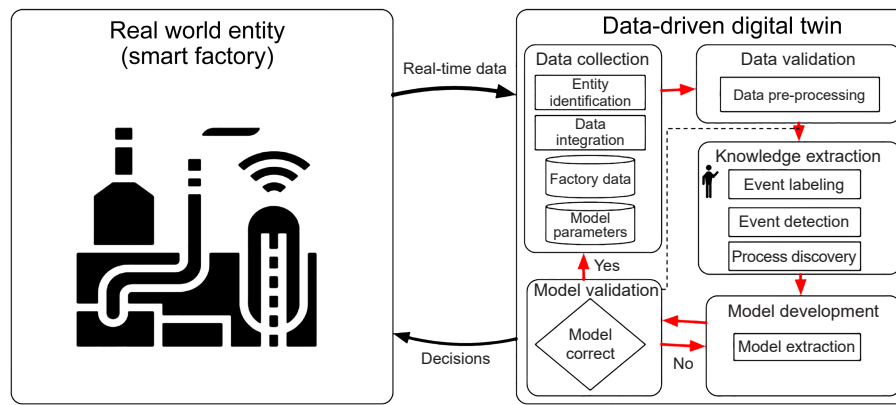 Real world entity
(smart factory)
Real-time data
Decisions
Data-driven digital twin
Data collection
Entity
identification
Data
integration
Factory data
Model
parameters
Data validation
Data pre-processing
Knowledge extraction
Event labeling
Event detection
Process discovery
Yes
Model validation
Model
correct
No
Model development
Model extraction